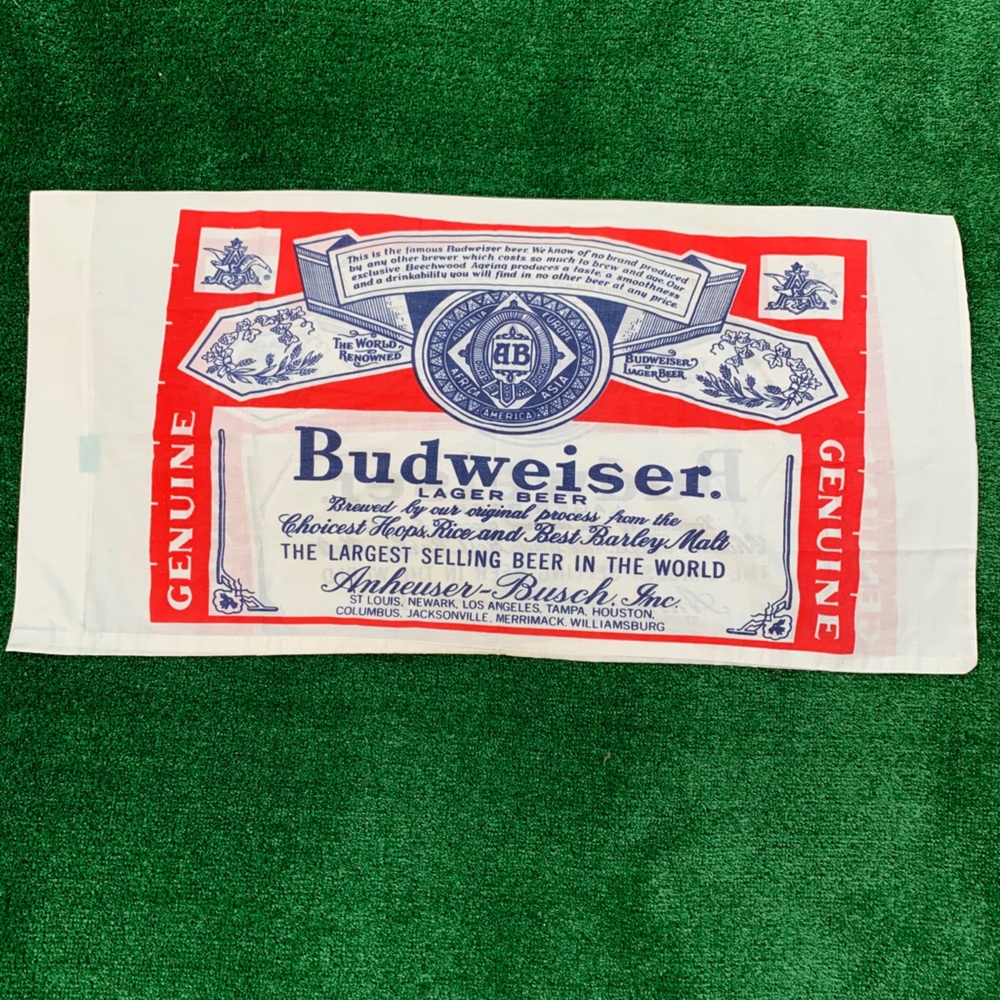 This is the famous Budweiser beer. We know of no brand produced
by any other brewer which costs so much to brew and age. Our
exclusive Beechwood Ageing produces a taste, a smoothness
and a drinkability you will find in no other beer at any price.
THE WORLD
RENOWNED
BUDWEISER
LAGER BEER
EUROPE
AFRICA
AB
ASIA
AMERICA
GENUINE
GENUINE
Budweiser.
LAGER BEER
Brewed by our original process from the
Choicest Hops, Rice and Best Barley Malt
THE LARGEST SELLING BEER IN THE WORLD
Anheuser-Busch, Inc.
ST LOUIS, NEWARK, LOS ANGELES, TAMPA, HOUSTON,
COLUMBUS, JACKSONVILLE, MERRIMACK, WILLIAMSBURG